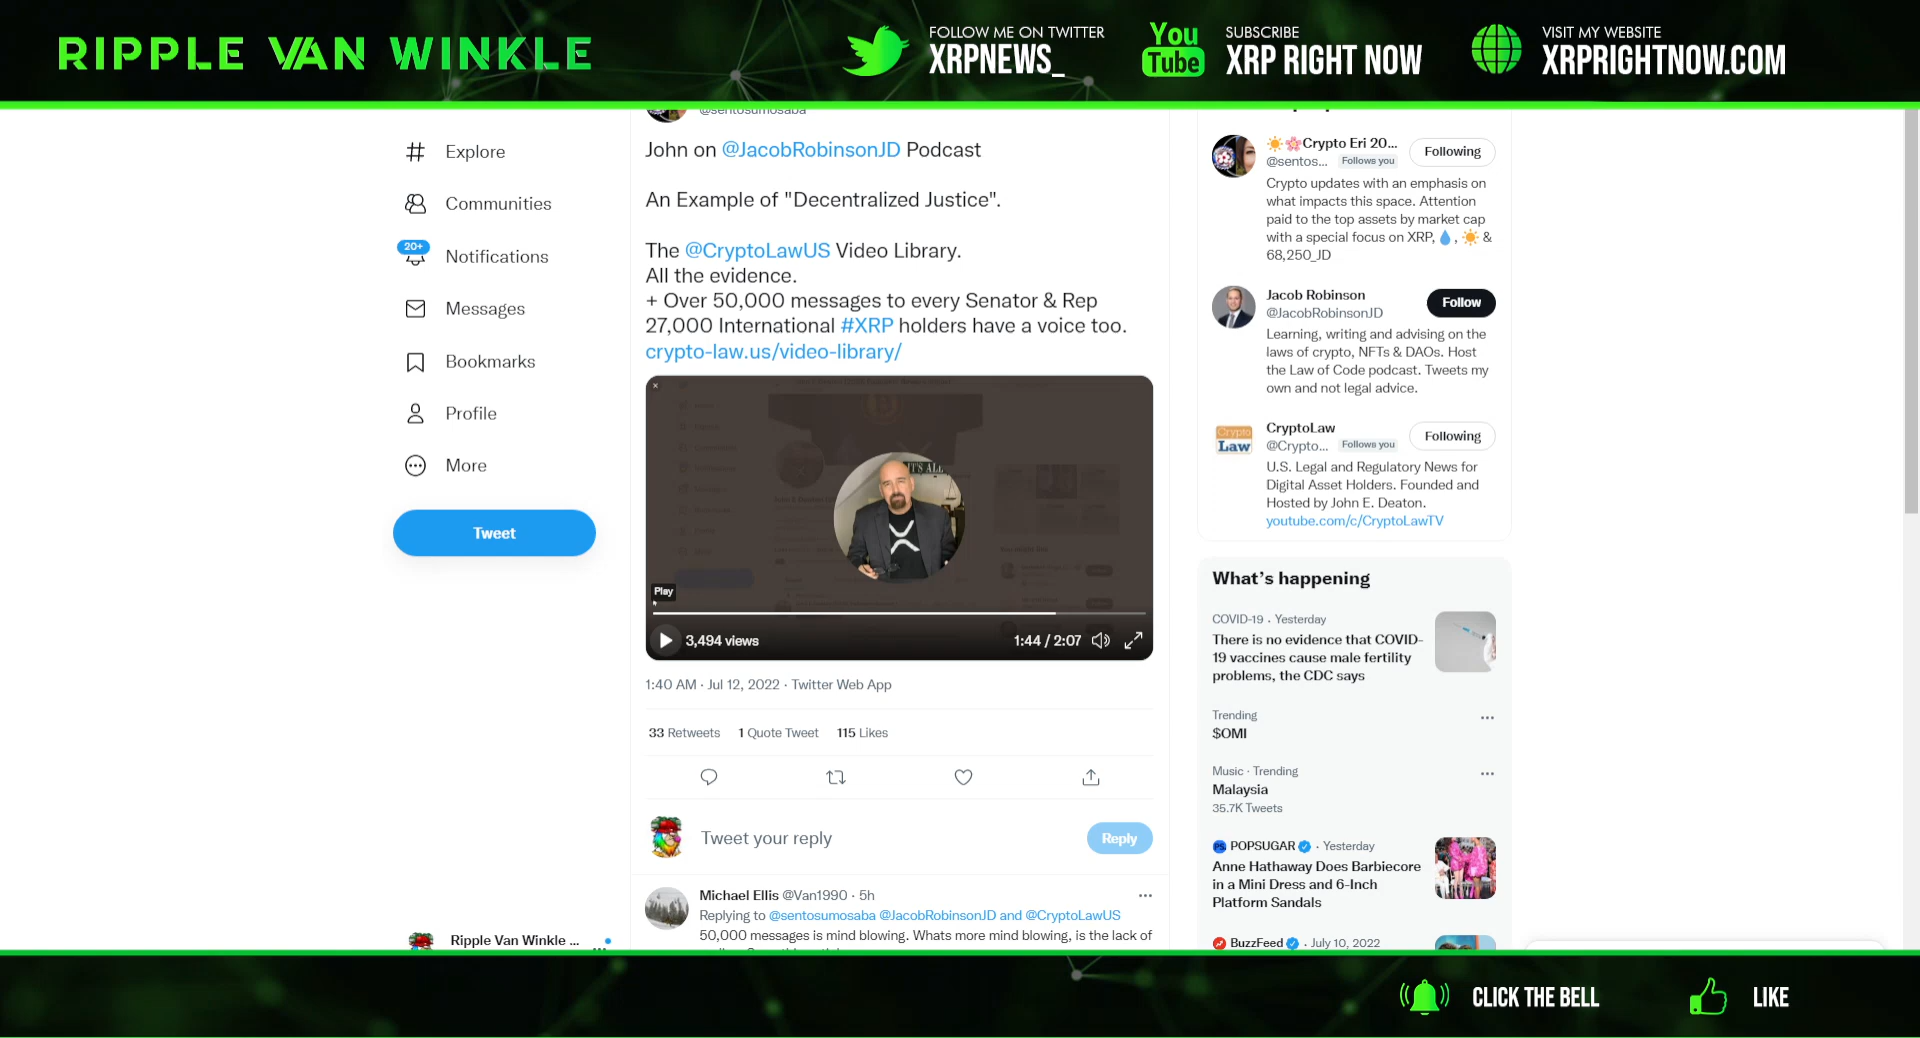 RIPPLE VAN WINKLE
FOLLOW ME ON TWITTER
XRPNEWS_
You
Tube
SUBSCRIBE
XRP RIGHT NOW
VISIT MY WEBSITE
XRPRIGHTNOW.COM
Explore
Communities
20+
Notifications
Messages
Bookmarks
Profile
More
Tweet
Ripple Van Winkle ...
@sentosumosaba
John on @JacobRobinsonJD Podcast
An Example of "Decentralized Justice".
The @CryptoLawUS Video Library.
All the evidence.
+ Over 50,000 messages to every Senator & Rep
27,000 International #XRP holders have a voice too.
crypto-law.us/video-library/
IT'S ALL
Play
3,494 views
1:44 / 2:07
1:40 AM · Jul 12, 2022 · Twitter Web App
33 Retweets 1 Quote Tweet 115 Likes
Tweet your reply
Reply
Michael Ellis @Van1990 · 5h
Replying to @sentosumosaba @JacobRobinsonJD and @CryptoLawUS
50,000 messages is mind blowing. Whats more mind blowing, is the lack of
Crypto Eri 20...
@sentos... Follows you
Following
Crypto updates with an emphasis on
what impacts this space. Attention
paid to the top assets by market cap
with a special focus on XRP, 💧, ☀️ &
68,250_JD
Jacob Robinson
@JacobRobinsonJD
Follow
Learning, writing and advising on the
laws of crypto, NFTs & DAOs. Host
the Law of Code podcast. Tweets my
own and not legal advice.
Crypto
Law
CryptoLaw
@Crypto... Follows you
Following
U.S. Legal and Regulatory News for
Digital Asset Holders. Founded and
Hosted by John E. Deaton.
youtube.com/c/CryptoLawTV
What's happening
COVID-19 · Yesterday
There is no evidence that COVID-
19 vaccines cause male fertility
problems, the CDC says
Trending
$OMI
Music · Trending
Malaysia
35.7K Tweets
PS POPSUGAR · Yesterday
Anne Hathaway Does Barbiecore
in a Mini Dress and 6-Inch
Platform Sandals
BuzzFeed · July 10, 2022
CLICK THE BELL
LIKE